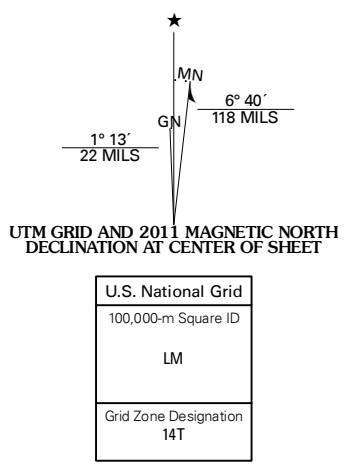 ★
MN
GN
6° 40´
118 MILS
1° 13´
22 MILS
UTM GRID AND 2011 MAGNETIC NORTH
DECLINATION AT CENTER OF SHEET
U.S. National Grid
100,000-m Square ID
LM
Grid Zone Designation
14T